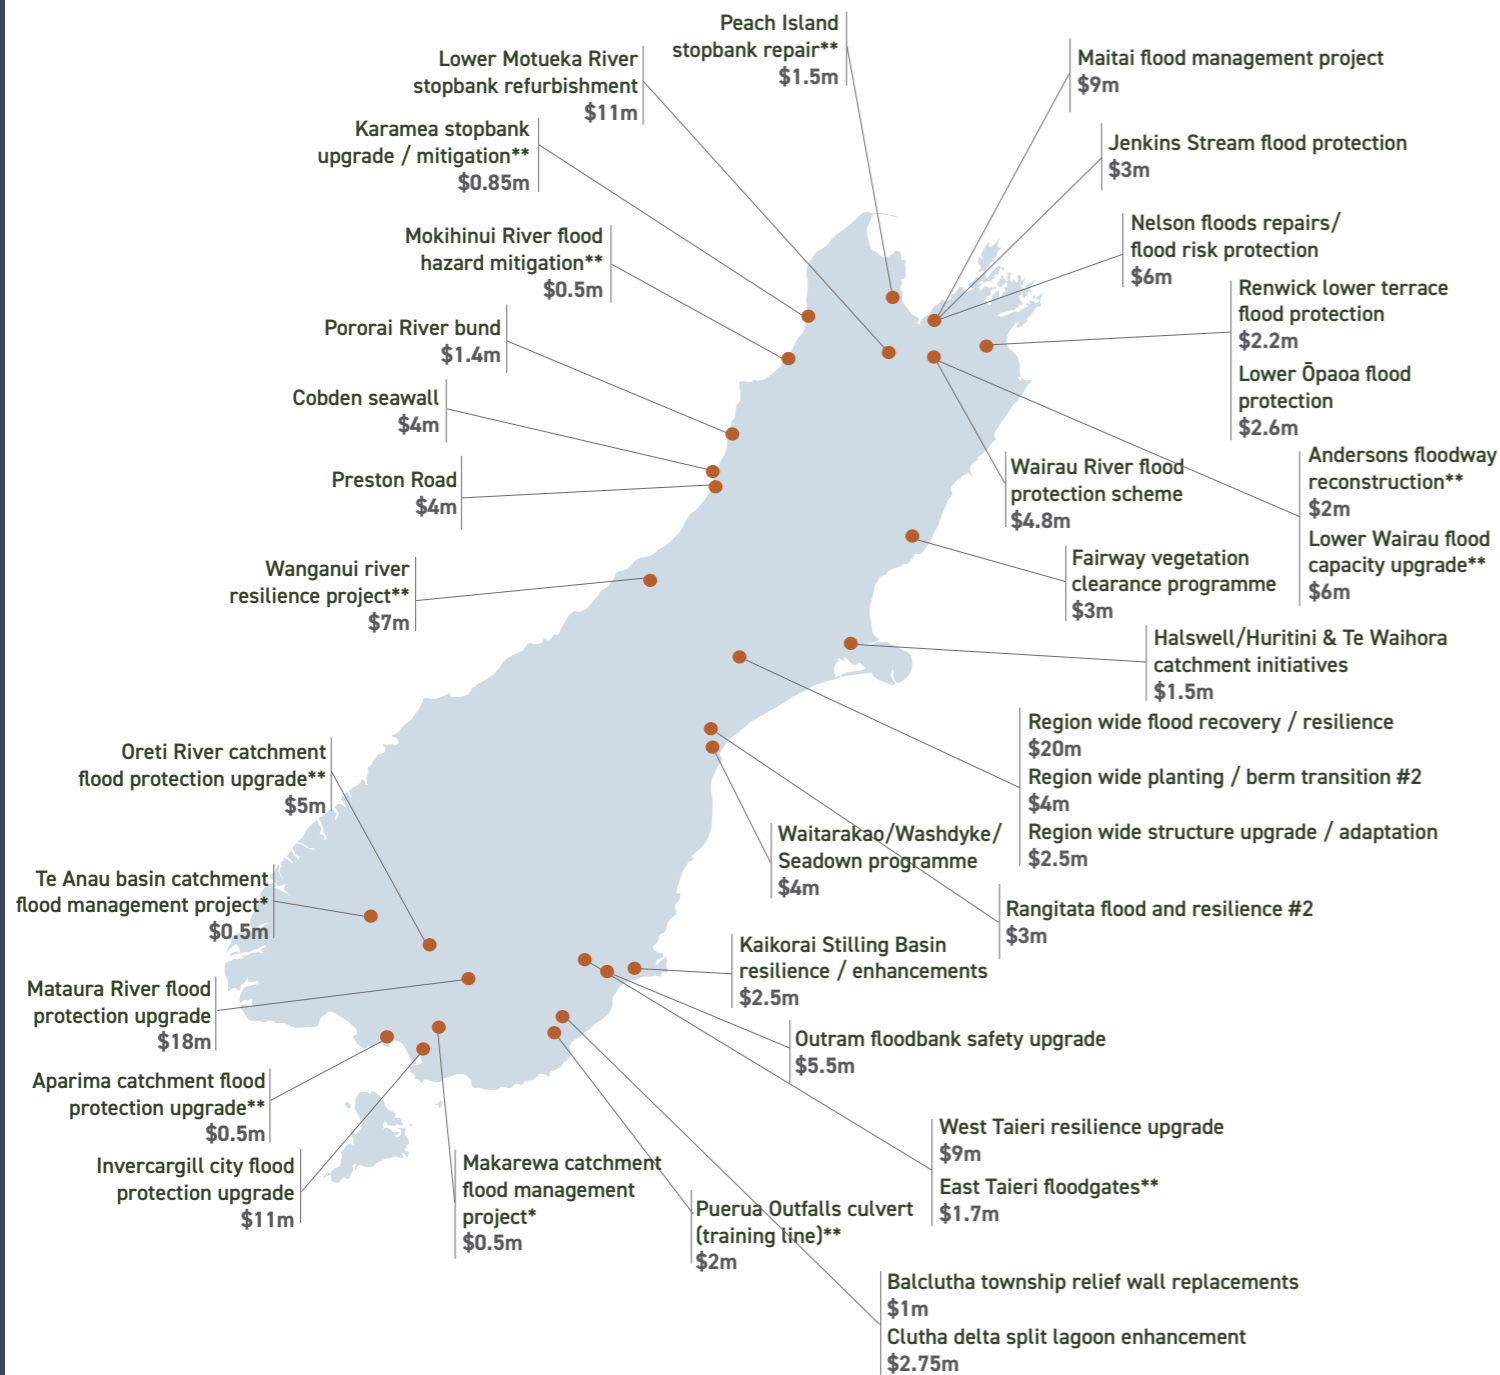 Peach Island
stopbank repair**
$1.5m
Lower Motueka River
stopbank refurbishment
$11m
Karamea stopbank
upgrade / mitigation**
$0.85m
Mokihinui River flood
hazard mitigation**
$0.5m
Pororai River bund
$1.4m
Cobden seawall
$4m
Preston Road
$4m
Wanganui river
resilience project**
$7m
Oreti River catchment
flood protection upgrade**
$5m
Te Anau basin catchment
flood management project*
$0.5m
Mataura River flood
protection upgrade
$18m
Aparima catchment flood
protection upgrade**
$0.5m
Invercargill city flood
protection upgrade
$11m
Makarewa catchment
flood management
project*
$0.5m
Puerua Outfalls culvert
(training line)**
$2m
Balclutha township relief wall replacements
$1m
Clutha delta split lagoon enhancement
$2.75m
West Taieri resilience upgrade
$9m
East Taieri floodgates**
$1.7m
Outram floodbank safety upgrade
$5.5m
Kaikorai Stilling Basin
resilience / enhancements
$2.5m
Rangitata flood and resilience #2
$3m
Waitarakao/Washdyke/
Seadown programme
$4m
Region wide flood recovery / resilience
$20m
Region wide planting / berm transition #2
$4m
Region wide structure upgrade / adaptation
$2.5m
Halswell/Huritini & Te Waihora
catchment initiatives
$1.5m
Fairway vegetation
clearance programme
$3m
Wairau River flood
protection scheme
$4.8m
Andersons floodway
reconstruction**
$2m
Lower Wairau flood
capacity upgrade**
$6m
Renwick lower terrace
flood protection
$2.2m
Lower Ōpaoa flood
protection
$2.6m
Nelson floods repairs/
flood risk protection
$6m
Jenkins Stream flood protection
$3m
Maitai flood management project
$9m